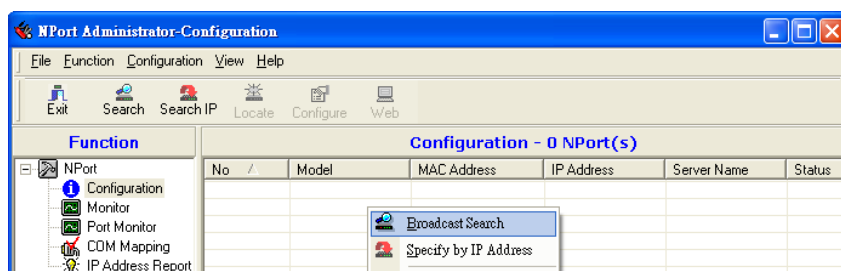 NPort Administrator-Configuration
File Function Configuration View Help
Exit Search Search IP Locate Configure Web
Function Configuration - 0 NPort(s)
NPort No Model MAC Address IP Address Server Name Status
Configuration
Monitor
Broadcast Search
Port Monitor
COM Mapping
Specify by IP Address
IP Address Report